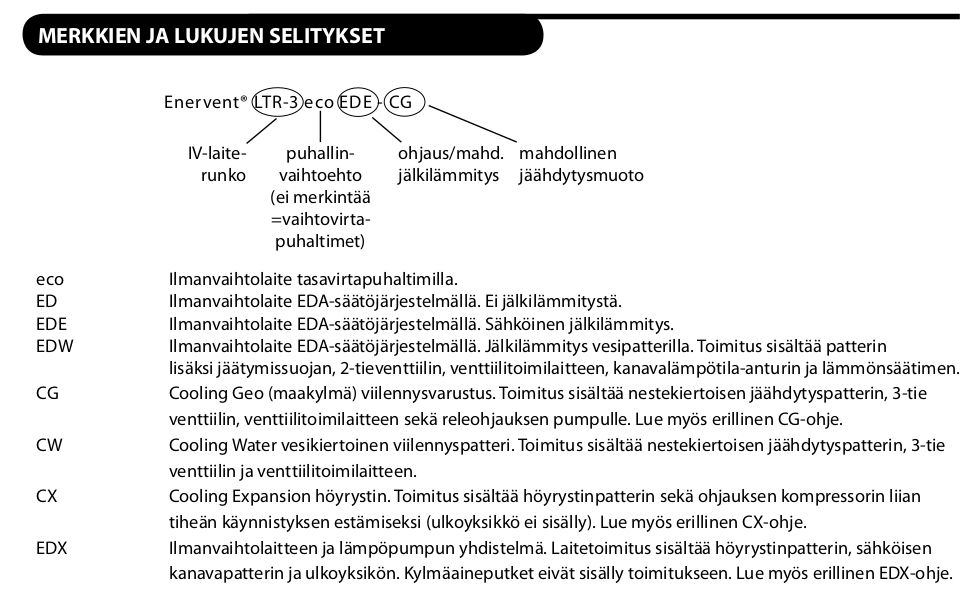 MERKKIEN JA LUKUJEN SELITYKSET
Enervent® LTR-3 eco EDE - CG
IV-laite-
runko
puhallin-
vaihtoehto
(ei merkintää
=vaihtovirta-
puhaltimet)
ohjaus/mahd.
jälkilämmitys
mahdollinen
jäähdytysmuoto
eco Ilmanvaihtolaite tasavirtapuhaltimilla.
ED Ilmanvaihtolaite EDA-säätöjärjestelmällä. Ei jälkilämmitystä.
EDE Ilmanvaihtolaite EDA-säätöjärjestelmällä. Sähköinen jälkilämmitys.
EDW Ilmanvaihtolaite EDA-säätöjärjestelmällä. Jälkilämmitys vesipatterilla. Toimitus sisältää patterin
lisäksi jäätymissuojan, 2-tieventtiilin, venttiilitoimilaitteen, kanavalämpötila-anturin ja lämmönsäätimen.
CG Cooling Geo (maakylmä) viilennysvarustus. Toimitus sisältää nestekiertoisen jäähdytyspatterin, 3-tie
venttiilin, venttiilitoimilaitteen sekä releohjauksen pumpulle. Lue myös erillinen CG-ohje.
CW Cooling Water vesikiertoinen viilennyspatteri. Toimitus sisältää nestekiertoisen jäähdytyspatterin, 3-tie
venttiilin ja venttiilitoimilaitteen.
CX Cooling Expansion höyrystin. Toimitus sisältää höyrystinpatterin sekä ohjauksen kompressorin liian
tiheän käynnistyksen estämiseksi (ulkoyksikkö ei sisälly). Lue myös erillinen CX-ohje.
EDX Ilmanvaihtolaitteen ja lämpöpumpun yhdistelmä. Laitetoimitus sisältää höyrystinpatterin, sähköisen
kanavapatterin ja ulkoyksikön. Kylmäaineputket eivät sisälly toimitukseen. Lue myös erillinen EDX-ohje.